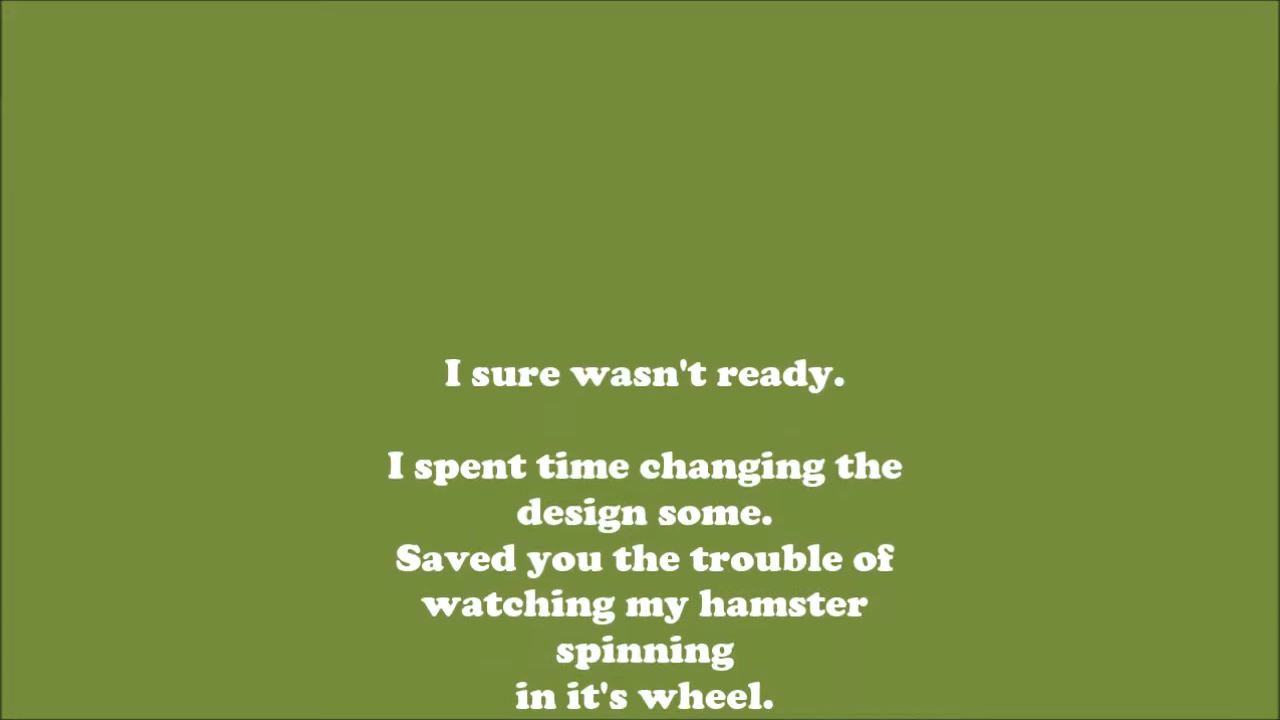 I sure wasn't ready.
I spent time changing the
design some.
Saved you the trouble of
watching my hamster
spinning
in it's wheel.